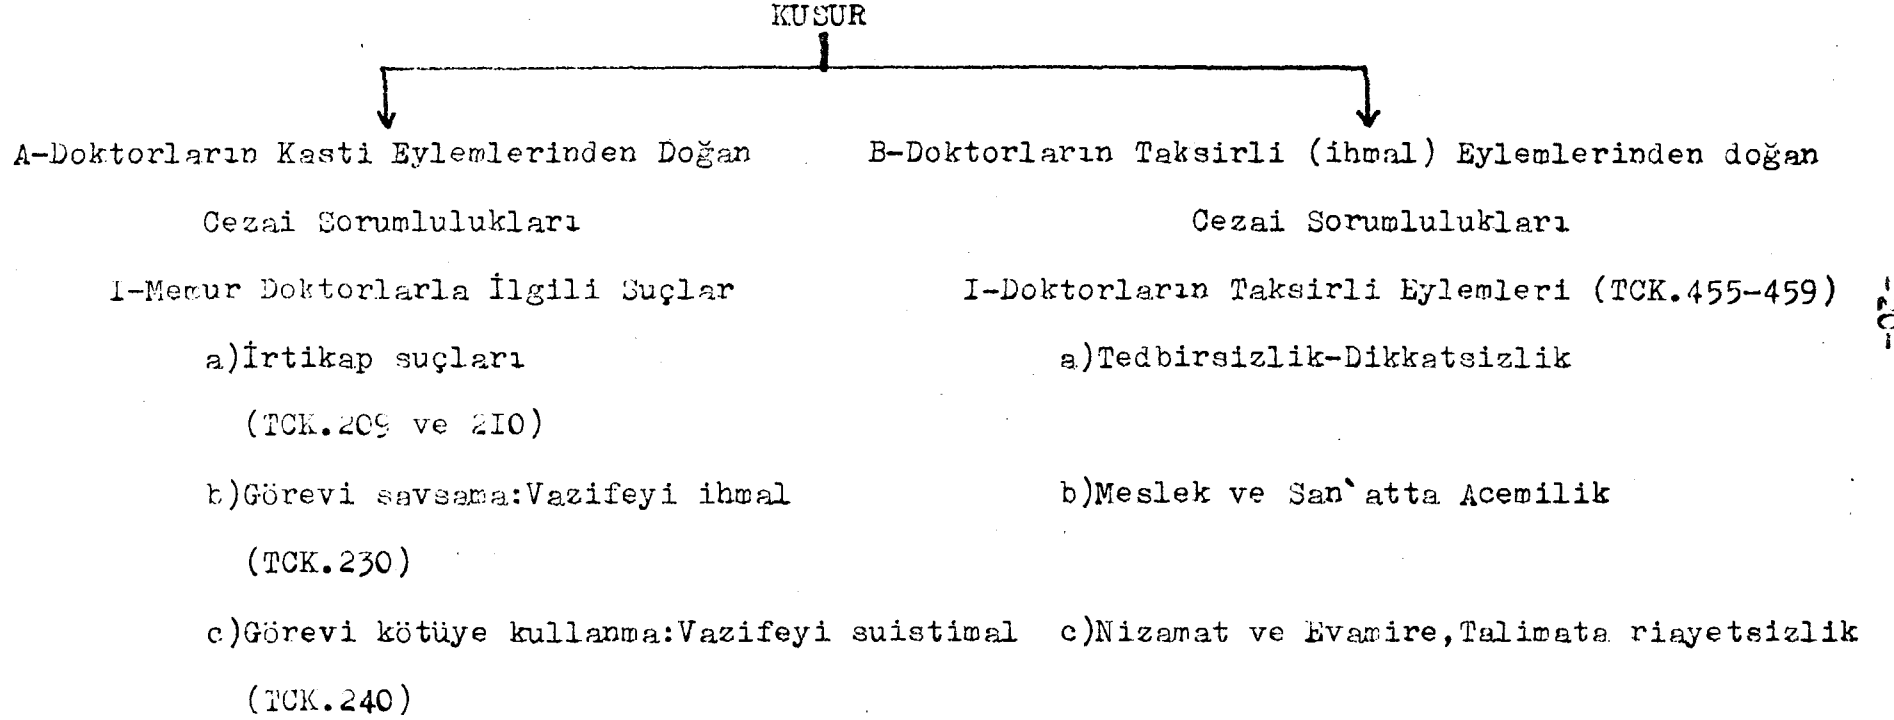 KUSUR
A-Doktorların Kasti Eylemlerinden Doğan
Cezai Sorumlulukları
I-Memur Doktorlarla İlgili Suçlar
a)İrtikap suçları
(TCK.209 ve 2I0)
b)Görevi savsama:Vazifeyi ihmal
(TCK.230)
c)Görevi kötüye kullanma:Vazifeyi suistimal
(TCK.240)
B-Doktorların Taksirli (ihmal) Eylemlerinden doğan
Cezai Sorumlulukları
I-Doktorların Taksirli Eylemleri (TCK.455-459)
a)Tedbirsizlik-Dikkatsizlik
b)Meslek ve San`atta Acemilik
c)Nizamat ve Evamire,Talimata riayetsizlik